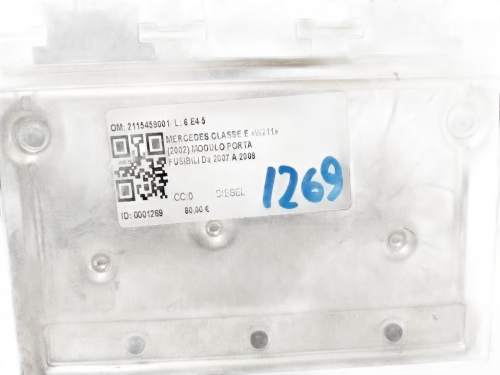 OM: 2115459001 L: 6 E4 5
MERCEDES CLASSE E «W211»
(2002) MODULO PORTA
FUSIBILI Da 2007 A 2008
CC:0 DIESEL
ID: 0001269 80,00 €
1269